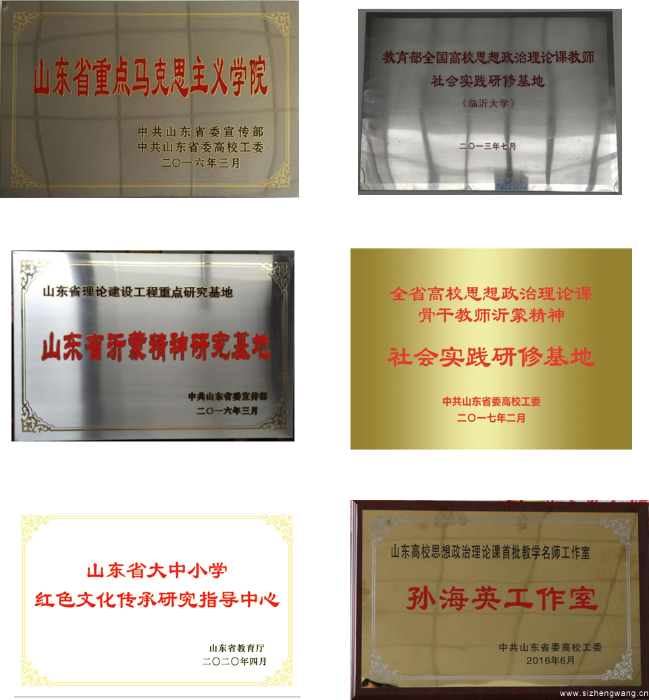 山东省重点马克思主义学院
中共山东省委宣传部
中共山东省委高校工委
二〇一六年三月
教育部全国高校思想政治理论课教师
社会实践研修基地
（临沂大学）
二〇一三年七月
山东省理论建设工程重点研究基地
山东省沂蒙精神研究基地
中共山东省委宣传部
二〇一六年三月
全省高校思想政治理论课
骨干教师沂蒙精神
社会实践研修基地
中共山东省委高校工委
二〇一七年二月
山东省大中小学
红色文化传承研究指导中心
山东省教育厅
二〇二〇年四月
山东高校思想政治理论课首批教学名师工作室
孙海英工作室
中共山东省委高校工委
2016年6月
www.sizhengwang.cn